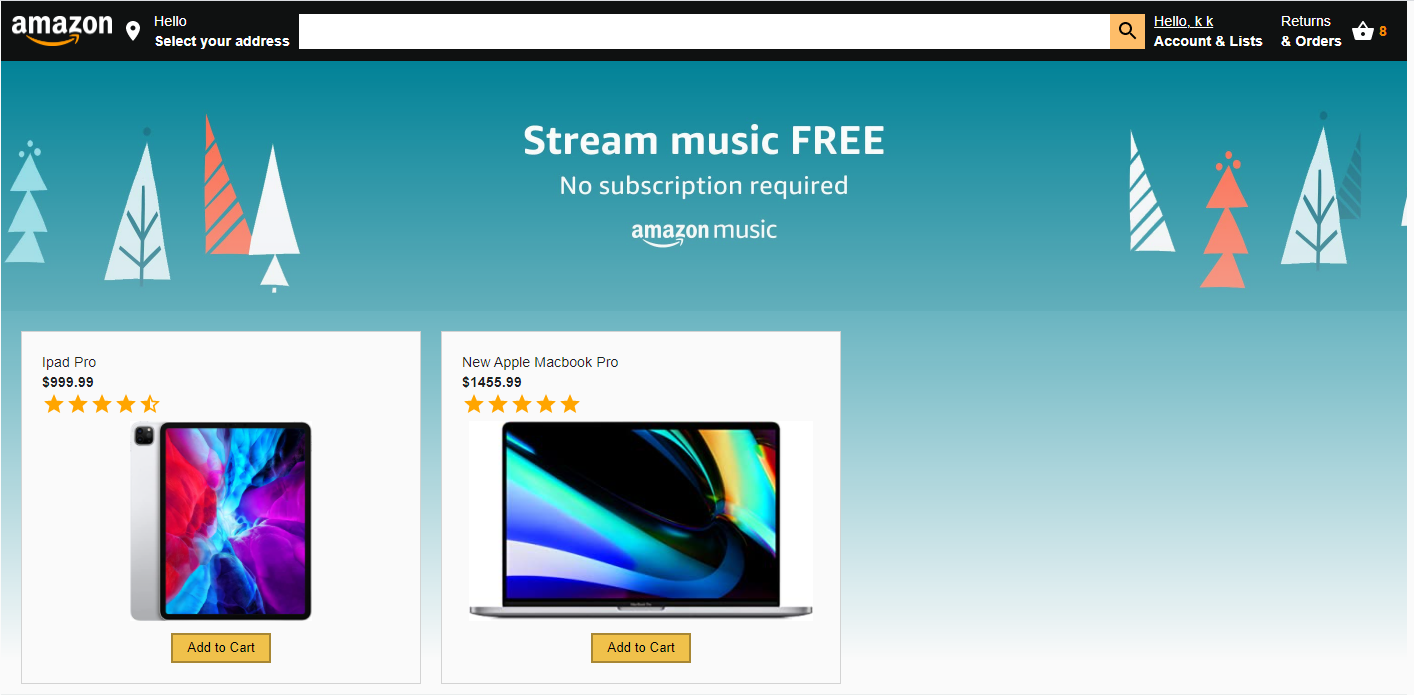 amazon
Hello
Select your address
Hello, k k
Account & Lists
Returns
& Orders
8
Stream music FREE
No subscription required
amazon music
Ipad Pro
$999.99
Add to Cart
New Apple Macbook Pro
$1455.99
Add to Cart